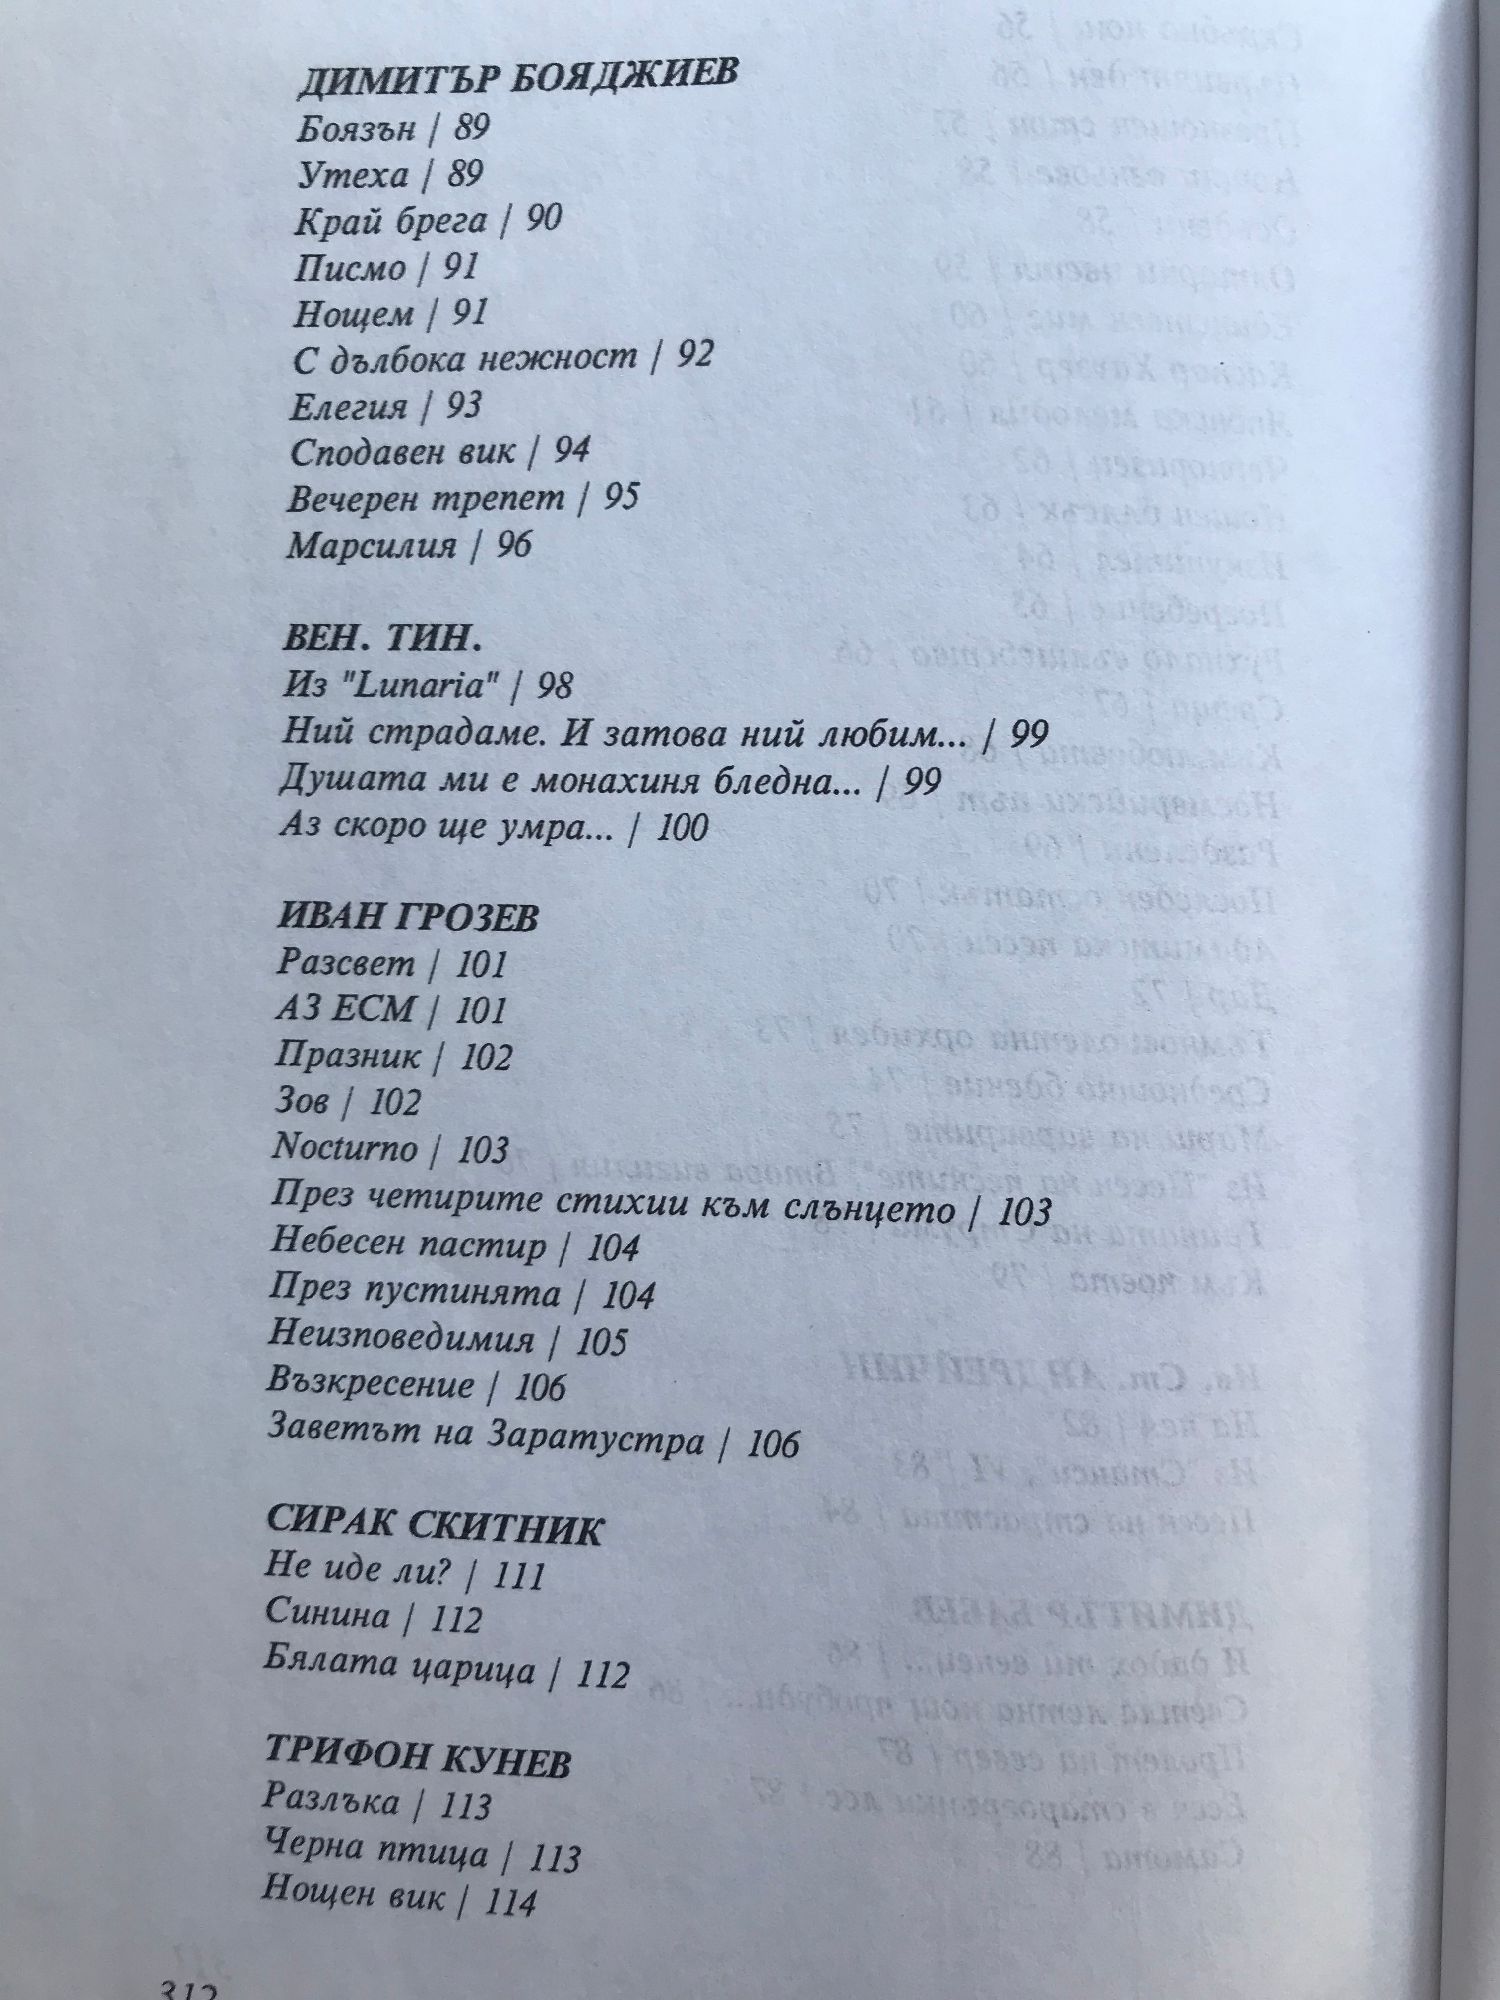 ДИМИТЪР БОЯДЖИЕВ
Боязън | 89
Утеха | 89
Край брега | 90
Писмо | 91
Нощем | 91
С дълбока нежност | 92
Елегия | 93
Сподавен вик | 94
Вечерен трепет | 95
Марсилия | 96
ВЕН. ТИН.
Из "Lunaria" | 98
Ний страдаме. И затова ний любим... | 99
Душата ми е монахиня бледна... | 99
Аз скоро ще умра... | 100
ИВАН ГРОЗЕВ
Разсвет | 101
АЗ ЕСМ | 101
Празник | 102
Зов | 102
Nocturno | 103
През четирите стихии към слънцето | 103
Небесен пастир | 104
През пустинята | 104
Неизповедимия | 105
Възкресение | 106
Заветът на Заратустра | 106
СИРАК СКИТНИК
Не иде ли? | 111
Синина | 112
Бялата царица | 112
ТРИФОН КУНЕВ
Разлъка | 113
Черна птица | 113
Нощен вик | 114
312